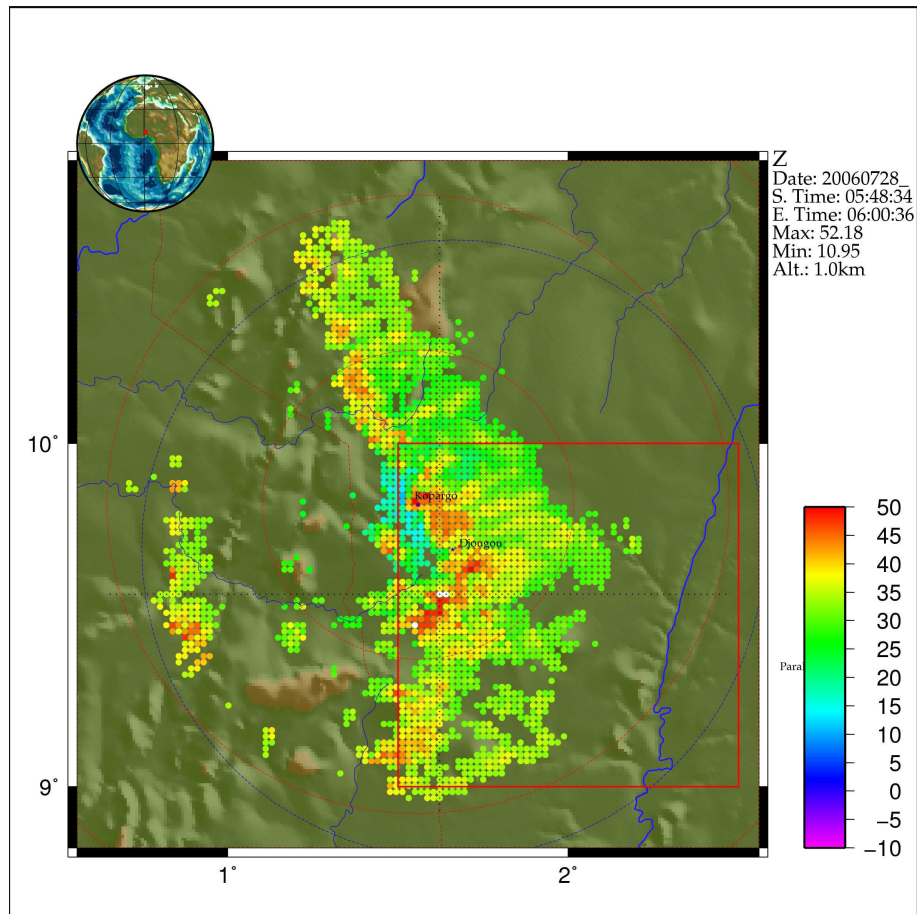 Z
Date: 20060728_
S. Time: 05:48:34
E. Time: 06:00:36
Max: 52.18
Min: 10.95
Alt.: 1.0km
10°
Kopargo
Djougou
9°
1°
2°
Paral
50
45
40
35
30
25
20
15
10
5
0
−5
−10